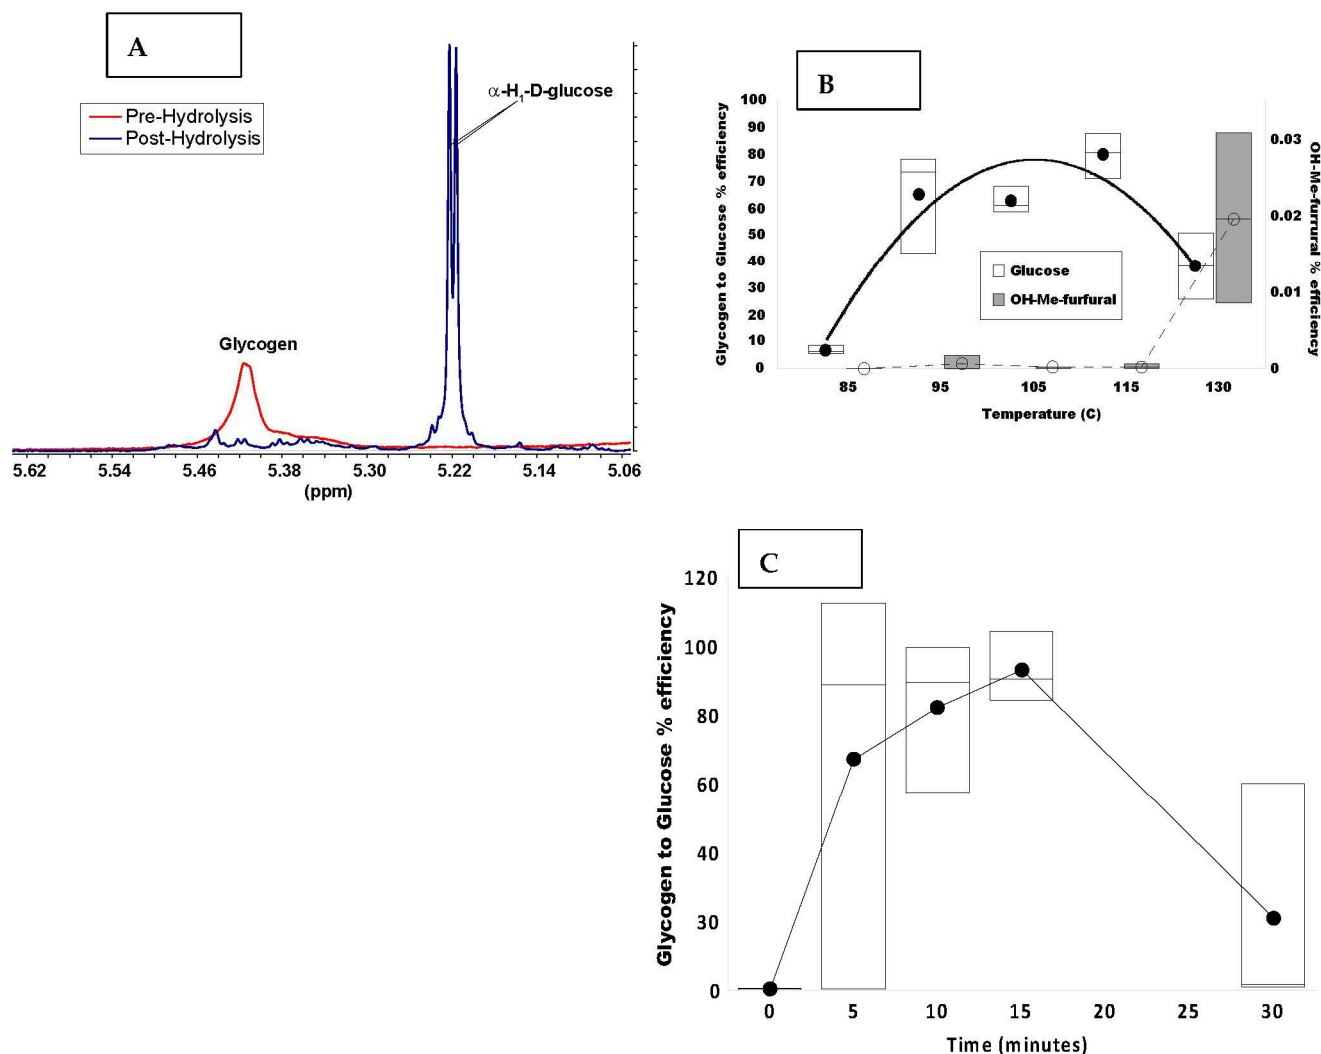 A
Pre-Hydrolysis
Post-Hydrolysis
α-H1-D-glucose
Glycogen
5.62 5.54 5.46 5.38 5.30 5.22 5.14 5.06
(ppm)
B
Glycogen to Glucose % efficiency
100
90
80
70
60
50
40
30
20
10
0
Glucose
OH-Me-furfural
0.03
0.02
0.01
0
OH-Me-furrural % efficiency
85 95 105 115 130
Temperature (C)
C
Glycogen to Glucose % efficiency
120
100
80
60
40
30
0
0 5 10 15 20 25 30
Time (minutes)